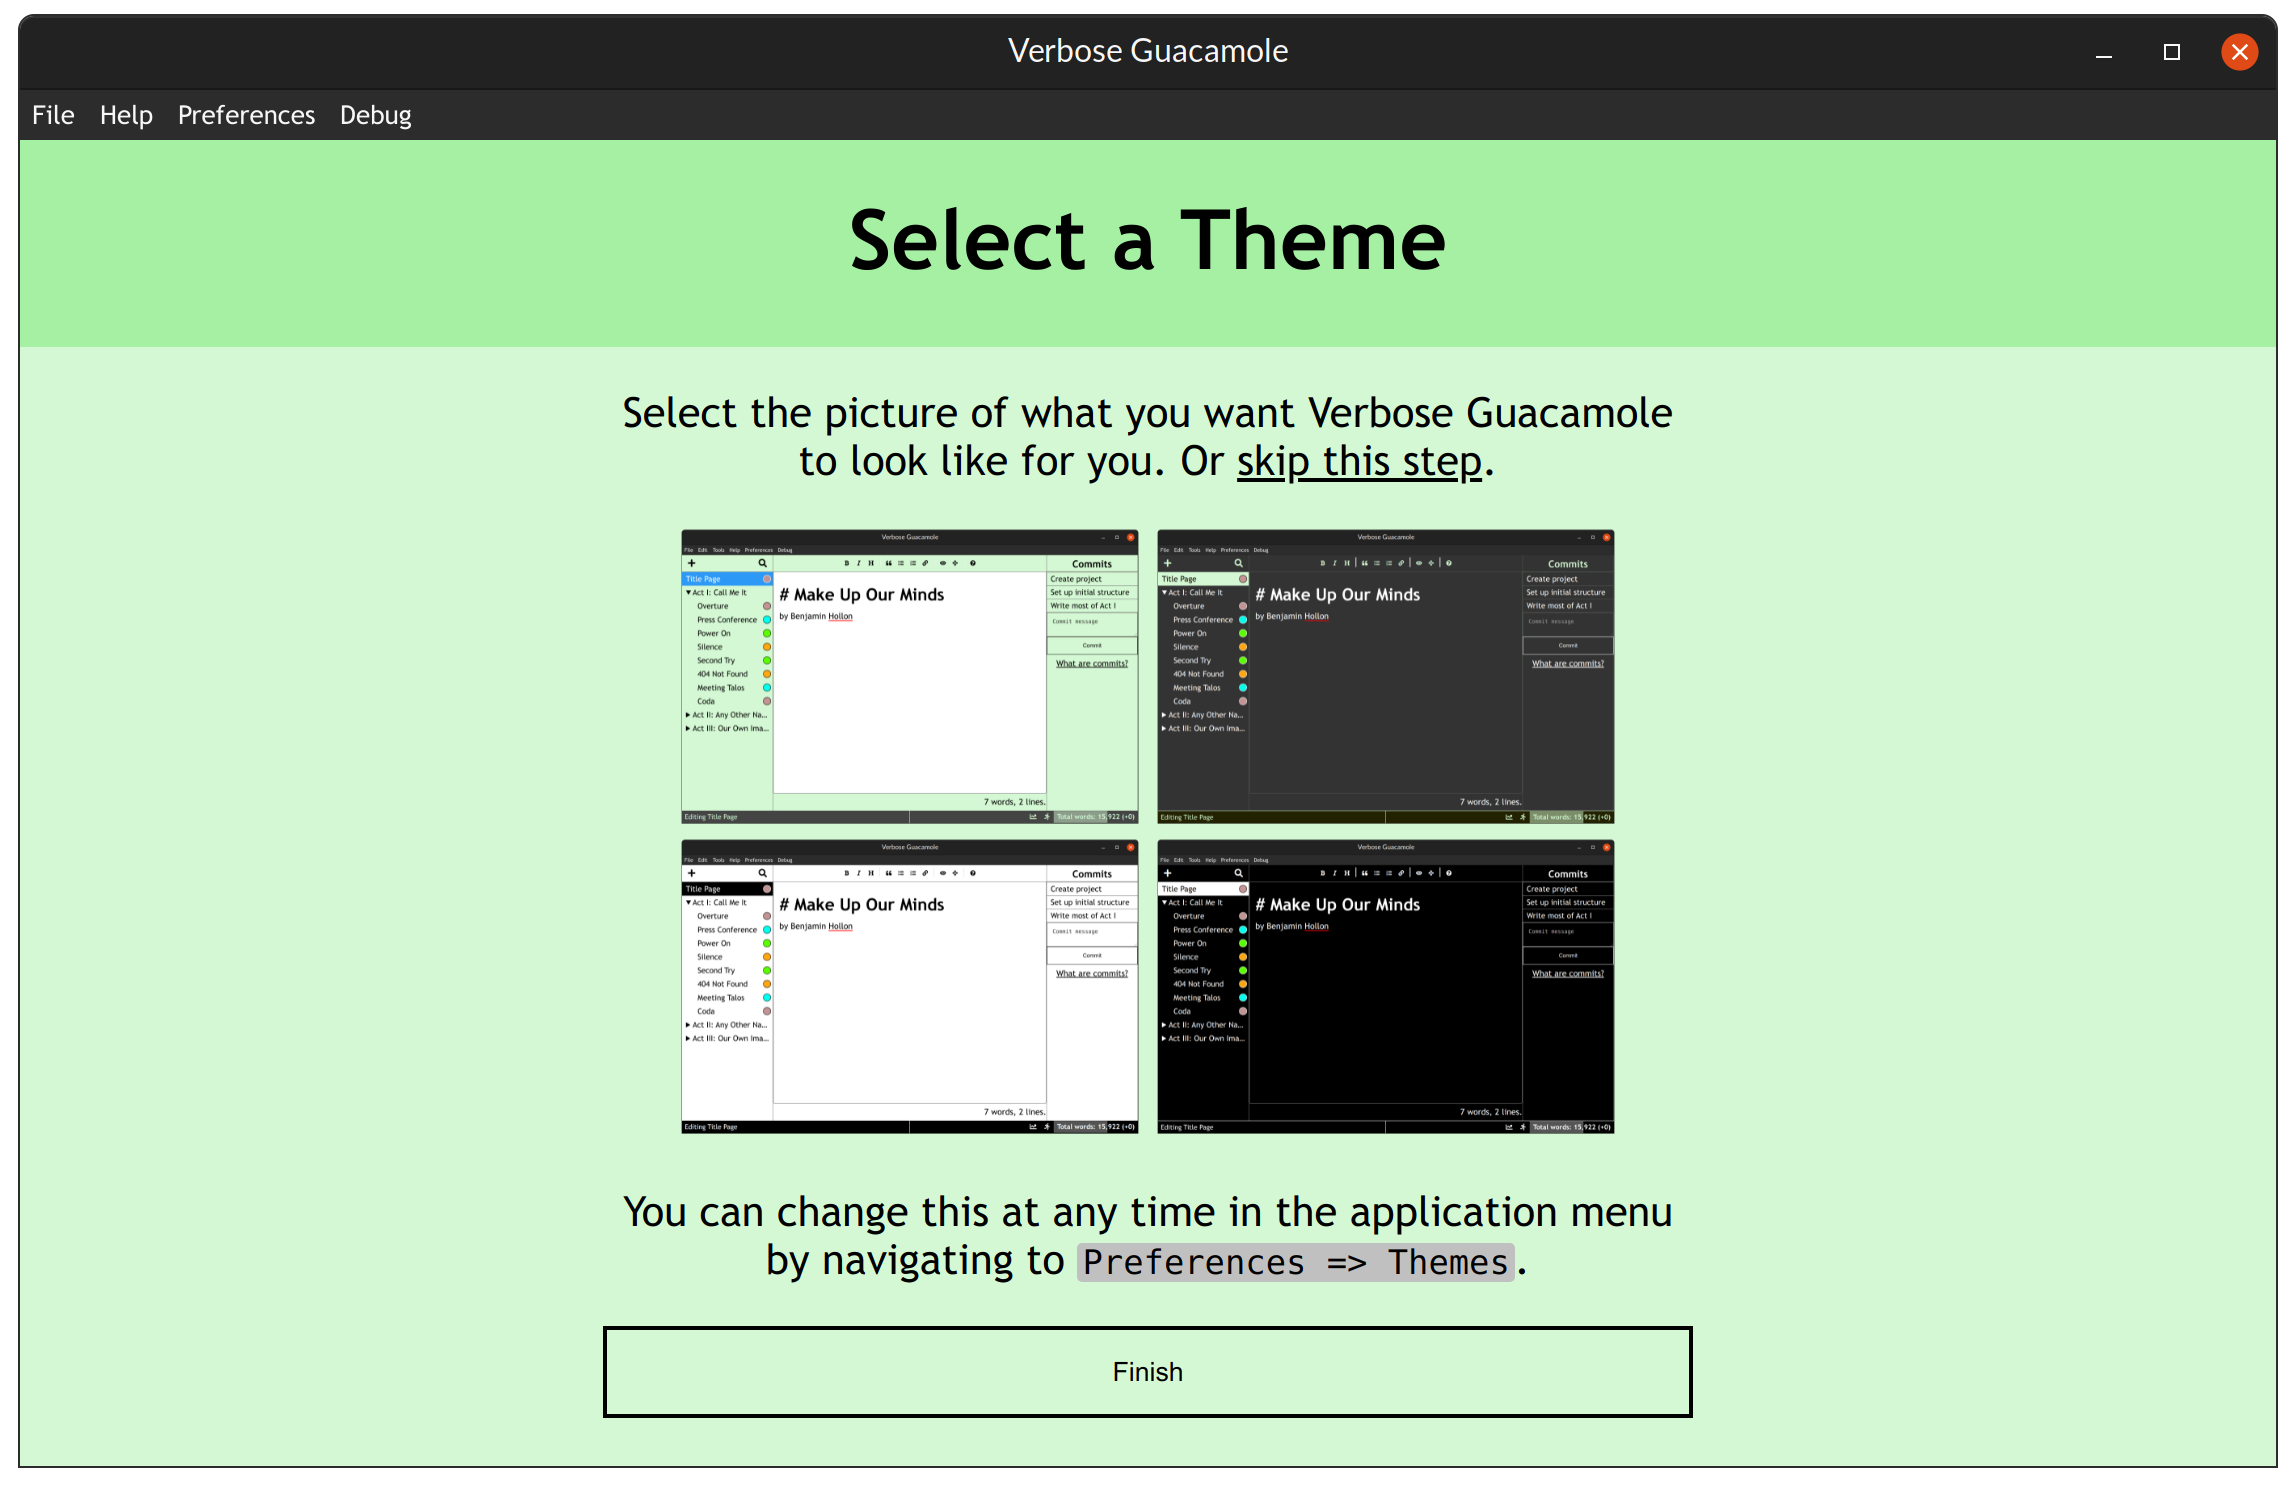 Verbose Guacamole
File Help Preferences Debug
Select a Theme
Select the picture of what you want Verbose Guacamole
to look like for you. Or skip this step.
Verbose Guacamole
File Edit Tools Help Preferences Debug
B I H
Commits
Title Page
Act I: Call Me It
Overture
Press Conference
Power On
Silence
Second Try
404 Not Found
Meeting Talos
Coda
Act II: Any Other Na...
Act III: Our Own Ima...
# Make Up Our Minds
by Benjamin Hollon
7 words, 2 lines.
Create project
Set up initial structure
Write most of Act I
Commit message
Commit
What are commits?
Editing Title Page
Total words: 15,922 (+0)
Verbose Guacamole
File Edit Tools Help Preferences Debug
B I H
Commits
Title Page
Act I: Call Me It
Overture
Press Conference
Power On
Silence
Second Try
404 Not Found
Meeting Talos
Coda
Act II: Any Other Na...
Act III: Our Own Ima...
# Make Up Our Minds
by Benjamin Hollon
7 words, 2 lines.
Create project
Set up initial structure
Write most of Act I
Commit message
Commit
What are commits?
Editing Title Page
Total words: 15,922 (+0)
Verbose Guacamole
File Edit Tools Help Preferences Debug
B I H
Commits
Title Page
Act I: Call Me It
Overture
Press Conference
Power On
Silence
Second Try
404 Not Found
Meeting Talos
Coda
Act II: Any Other Na...
Act III: Our Own Ima...
# Make Up Our Minds
by Benjamin Hollon
7 words, 2 lines.
Create project
Set up initial structure
Write most of Act I
Commit message
Commit
What are commits?
Editing Title Page
Total words: 15,922 (+0)
Verbose Guacamole
File Edit Tools Help Preferences Debug
B I H
Commits
Title Page
Act I: Call Me It
Overture
Press Conference
Power On
Silence
Second Try
404 Not Found
Meeting Talos
Coda
Act II: Any Other Na...
Act III: Our Own Ima...
# Make Up Our Minds
by Benjamin Hollon
7 words, 2 lines.
Create project
Set up initial structure
Write most of Act I
Commit message
Commit
What are commits?
Editing Title Page
Total words: 15,922 (+0)
You can change this at any time in the application menu
by navigating to Preferences => Themes.
Finish